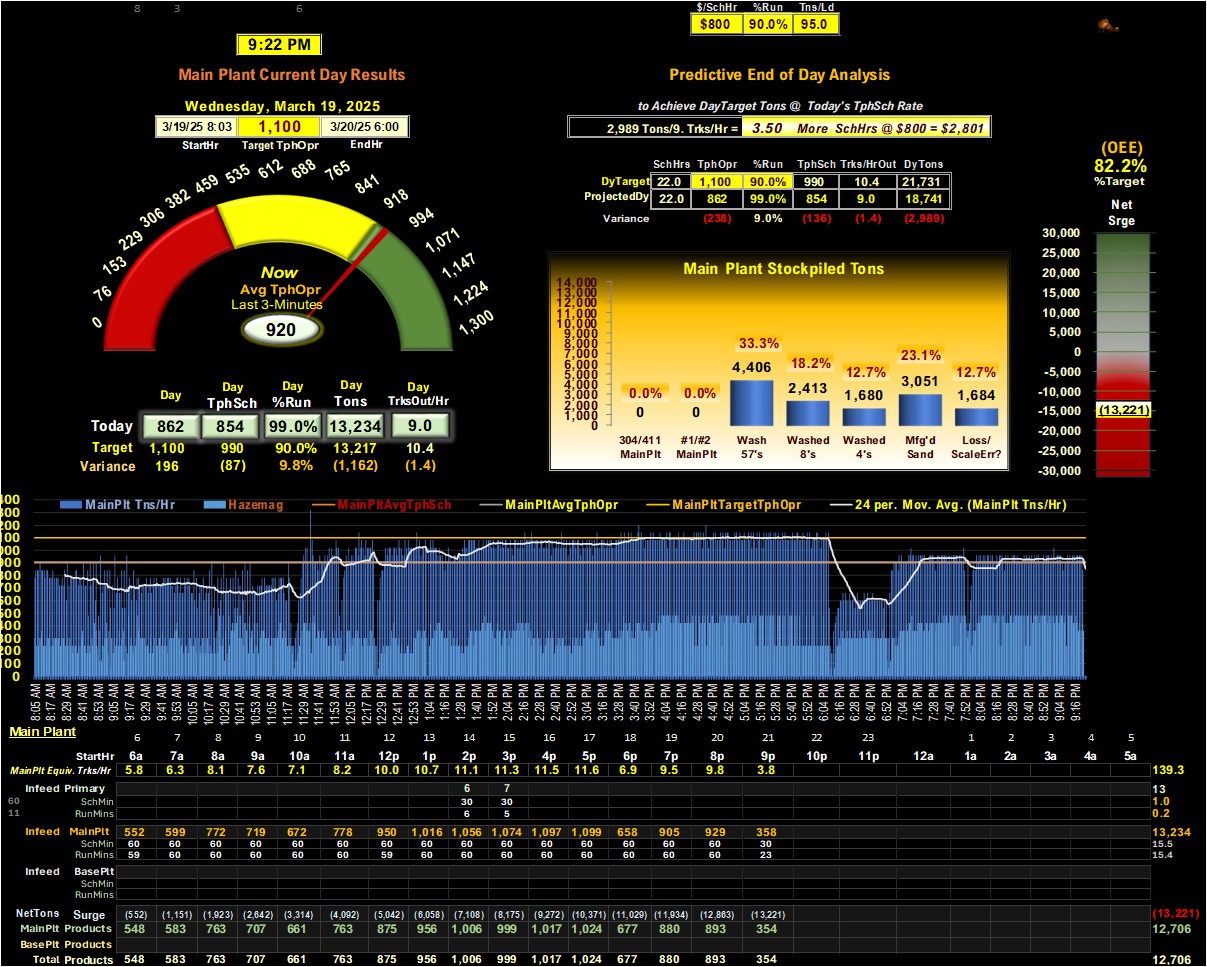 8 3 6
$/SchHr %Run Tns/Ld
$800 90.0% 95.0
9:22 PM
Main Plant Current Day Results
Wednesday, March 19, 2025
3/19/25 8:03 1,100 3/20/25 6:00
StartHr Target TphOpr EndHr
0 76 153 229 306 382 459 535 612 688 765 841 918 994 1,071 1,147 1,224 1,300
Now
Avg TphOpr
Last 3-Minutes
920
Day Day TphSch Day %Run Day Tons Day TrksOut/Hr
Today 862 854 99.0% 13,234 9.0
Target 1,100 990 90.0% 13,217 10.4
Variance 196 (87) 9.8% (1,162) (1.4)
Predictive End of Day Analysis
to Achieve DayTarget Tons @ Today's TphSch Rate
2,989 Tons/9. Trks/Hr = 3.50 More SchHrs @ $800 = $2,801
SchHrs TphOpr %Run TphSch Trks/HrOut DyTons
DyTarget 22.0 1,100 90.0% 990 10.4 21,731
ProjectedDy 22.0 862 99.0% 854 9.0 18,741
Variance (238) 9.0% (136) (1.4) (2,989)
Main Plant Stockpiled Tons
14,000
13,000
12,000
11,000
10,000
9,000
8,000
7,000
6,000
5,000
4,000
3,000
2,000
1,000
0
0.0% 0.0% 33.3% 18.2% 12.7% 23.1% 12.7%
0 0 4,406 2,413 1,680 3,051 1,684
304/411 #1/#2 Wash Washed Washed Mfg'd Loss/
MainPlt MainPlt 57's 8's 4's Sand ScaleErr?
(OEE)
82.2%
%Target
Net
Srge
30,000
20,000
15,000
10,000
5,000
0
-10,000
-15,000
-16,000
-30,000
(13,221)
MainPlt Tns/Hr Hazemag MainPltAvgTphSch MainPltAvgTphOpr MainPltTargetTphOpr 24 per. Mov. Avg. (MainPlt Tns/Hr)
400
300
200
100
000
900
800
700
600
500
400
300
200
100
0
8:05 AM 8:17 AM 8:29 AM 8:41 AM 8:53 AM 9:05 AM 9:17 AM 9:29 AM 9:41 AM 9:53 AM 10:05 AM 10:17 AM 10:29 AM 10:41 AM 10:53 AM 11:05 AM 11:17 AM 11:29 AM 11:41 AM 11:53 AM 12:05 PM 12:17 PM 12:29 PM 12:41 PM 12:53 PM 1:04 PM 1:16 PM 1:28 PM 1:40 PM 1:52 PM 2:04 PM 2:16 PM 2:28 PM 2:40 PM 2:52 PM 3:04 PM 3:16 PM 3:28 PM 3:40 PM 3:52 PM 4:04 PM 4:16 PM 4:28 PM 4:40 PM 4:52 PM 5:04 PM 5:16 PM 5:28 PM 5:40 PM 5:52 PM 6:04 PM 6:16 PM 6:28 PM 6:40 PM 6:52 PM 7:04 PM 7:16 PM 7:28 PM 7:40 PM 7:52 PM 8:04 PM 8:16 PM 8:28 PM 8:40 PM 8:52 PM 9:04 PM 9:16 PM
Main Plant 6 7 8 9 10 11 12 13 14 15 16 17 18 19 20 21 22 23 1 2 3 4 5
StartHr 6a 7a 8a 9a 10a 11a 12p 1p 2p 3p 4p 5p 6p 7p 8p 9p 10p 11p 12a 1a 2a 3a 4a 5a
MainPlt Equiv. Trks/Hr 5.8 6.3 8.1 7.6 7.1 8.2 10.0 10.7 11.1 11.3 11.5 11.6 6.9 9.5 9.8 3.8 139.3
Infeed Primary 6 7 13
60 SchMin 30 30 1.0
11 RunMins 6 5 0.2
Infeed MainPlt 552 599 772 719 672 778 950 1,016 1,056 1,074 1,097 1,099 658 905 929 358 13,234
SchMin 60 60 60 60 60 60 60 60 60 60 60 60 60 60 60 30 15.5
RunMins 59 60 60 60 60 60 59 60 60 60 60 60 60 60 60 23 15.4
Infeed BasePlt
SchMin
RunMins
NetTons Surge (552) (1,151) (1,923) (2,642) (3,314) (4,092) (5,042) (6,058) (7,108) (8,175) (9,272) (10,371) (11,029) (11,934) (12,863) (13,221) (13,221)
MainPlt Products 548 583 763 707 661 763 875 956 1,006 999 1,017 1,024 677 880 893 354 12,706
BasePlt Products
Total Products 548 583 763 707 661 763 875 956 1,006 999 1,017 1,024 677 880 893 354 12,706